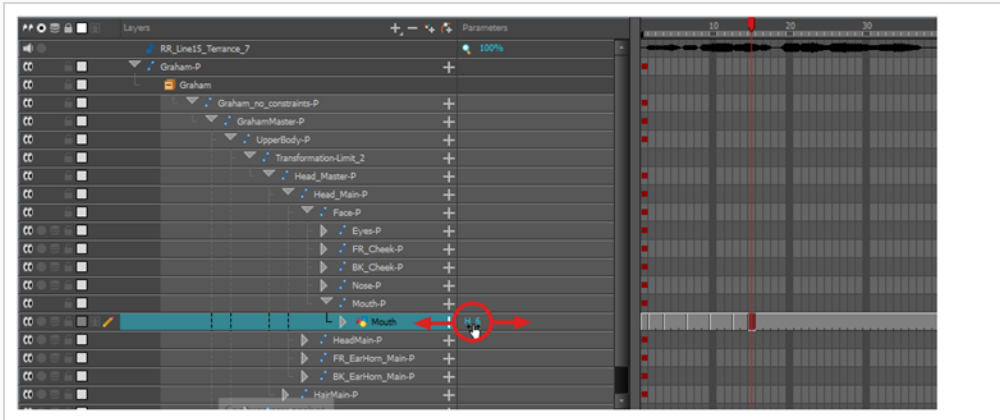 Layers Parameters 10 20 30
RR_Line15_Terrance_7 100%
Graham-P
Graham
Graham_no_constraints-P
GrahamMaster-P
UpperBody-P
Transformation-Limit_2
Head_Master-P
Head_Main-P
Face-P
Eyes-P
FR_Cheek-P
BK_Cheek-P
Nose-P
Mouth-P
Mouth H_6
HeadMain-P
FR_EarHorn_Main-P
BK_EarHorn_Main-P
HairMain-P